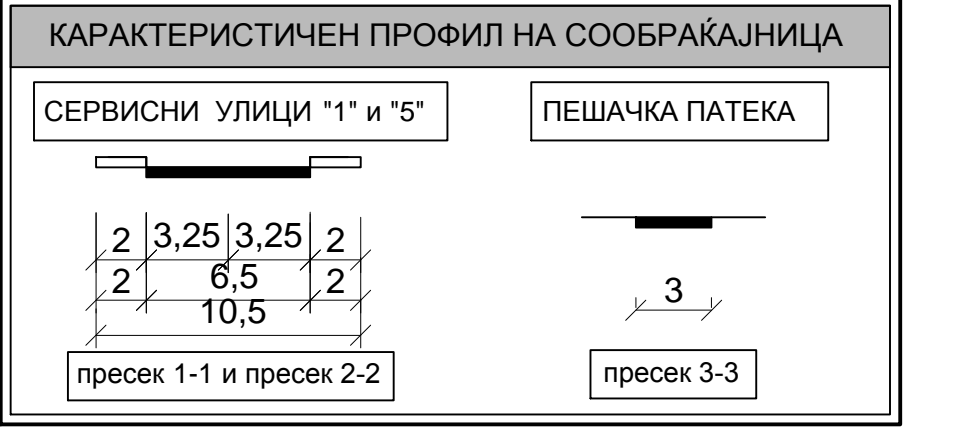 КАРАКТЕРИСТИЧЕН ПРОФИЛ НА СООБРАЌАЈНИЦА
СЕРВИСНИ УЛИЦИ "1" и "5"
2 3,25 3,25 2
2 6,5 2
10,5
пресек 1-1 и пресек 2-2
ПЕШАЧКА ПАТЕКА
3
пресек 3-3